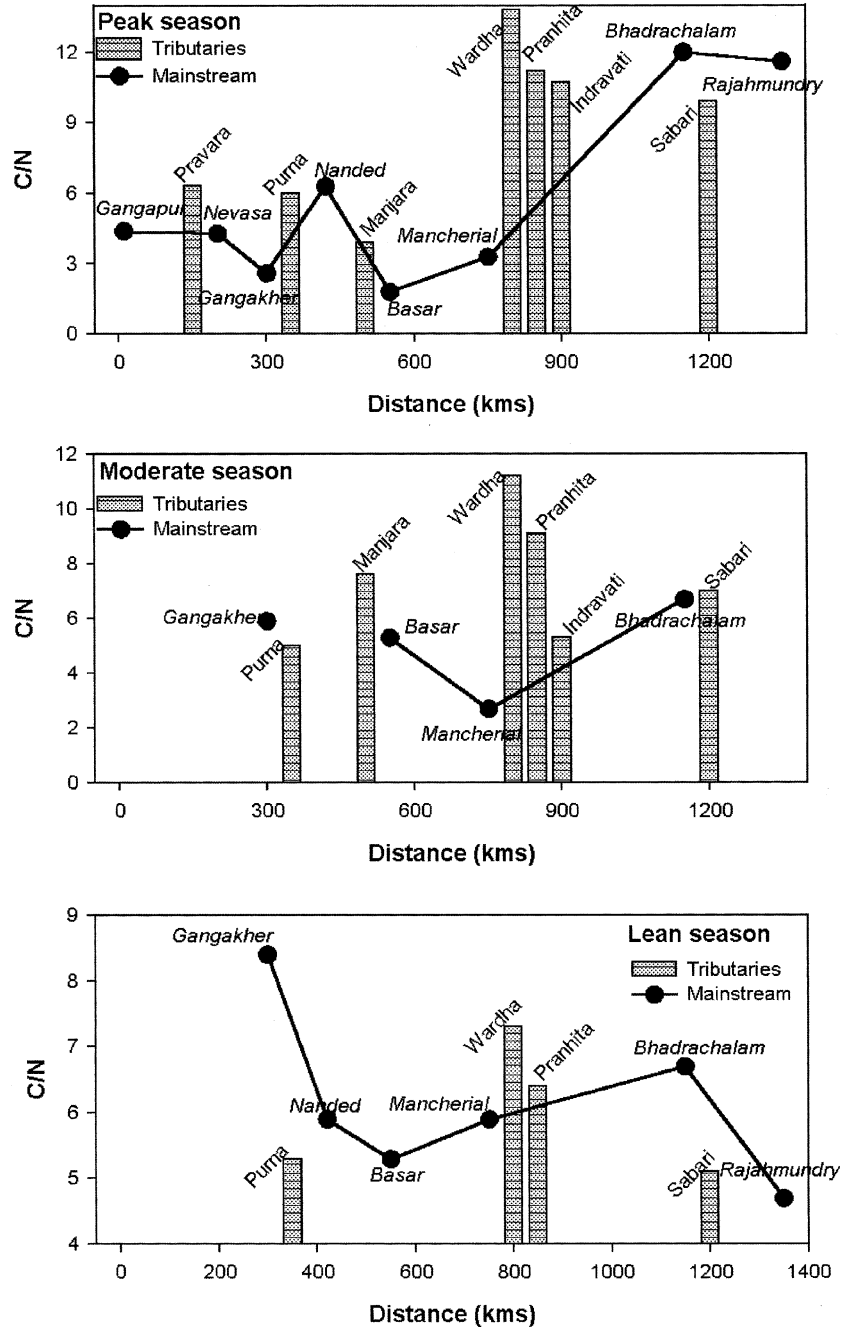 Peak season
Tributaries
Mainstream
Wardha
Pranhita
Indravati
Bhadrachalam
Rajahmundry
Sabari
Pravara
Purna
Nanded
Manjara
Gangapur
Nevasa
Gangakher
Mancherial
Basar
C/N
12
9
6
3
0
0 300 600 900 1200
Distance (kms)
Moderate season
Tributaries
Mainstream
Wardha
Pranhita
Manjara
Indravati
Sabari
Gangakher
Purna
Basar
Bhadrachalam
Mancherial
C/N
12
10
8
6
4
2
0
0 300 600 900 1200
Distance (kms)
Lean season
Tributaries
Mainstream
Gangakher
Wardha
Pranhita
Bhadrachalam
Nanded
Mancherial
Purna
Basar
Sabari
Rajahmundry
C/N
9
8
7
6
5
4
0 200 400 600 800 1000 1200 1400
Distance (kms)